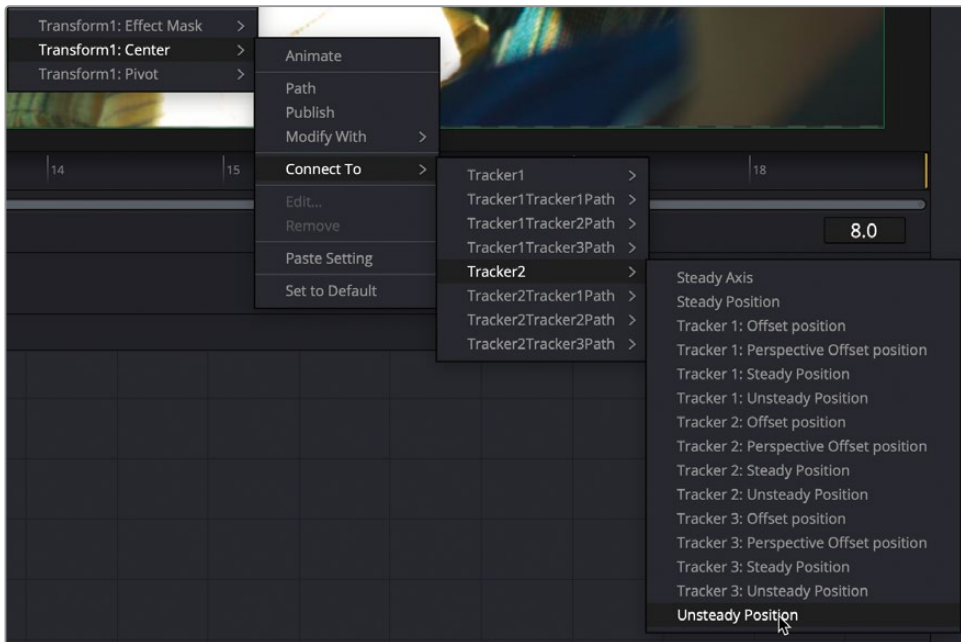 Transform1: Effect Mask >
Transform1: Center >
Transform1: Pivot >
Animate
Path
Publish
Modify With >
Connect To >
Edit...
Remove
Paste Setting
Set to Default
14
15
18
8.0
Tracker1 >
Tracker1Tracker1Path >
Tracker1Tracker2Path >
Tracker1Tracker3Path >
Tracker2 >
Tracker2Tracker1Path >
Tracker2Tracker2Path >
Tracker2Tracker3Path >
Steady Axis
Steady Position
Tracker 1: Offset position
Tracker 1: Perspective Offset position
Tracker 1: Steady Position
Tracker 1: Unsteady Position
Tracker 2: Offset position
Tracker 2: Perspective Offset position
Tracker 2: Steady Position
Tracker 2: Unsteady Position
Tracker 3: Offset position
Tracker 3: Perspective Offset position
Tracker 3: Steady Position
Tracker 3: Unsteady Position
Unsteady Position